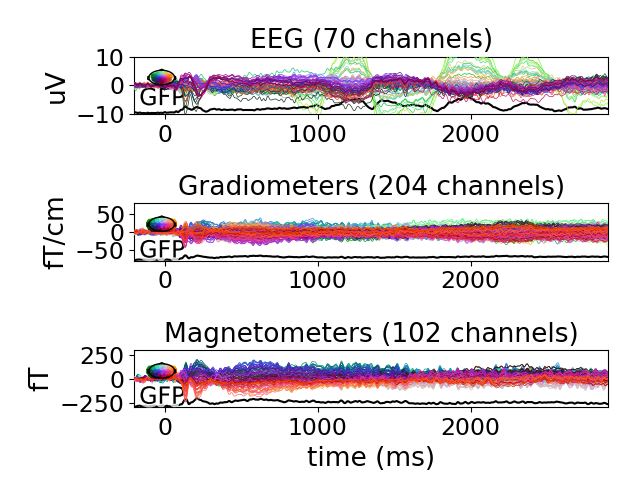 EEG (70 channels)
10
0
−10
uV
GFP
0
1000
2000
Gradiometers (204 channels)
50
0
−50
fT/cm
GFP
0
1000
2000
Magnetometers (102 channels)
250
0
−250
fT
GFP
0
1000
2000
time (ms)